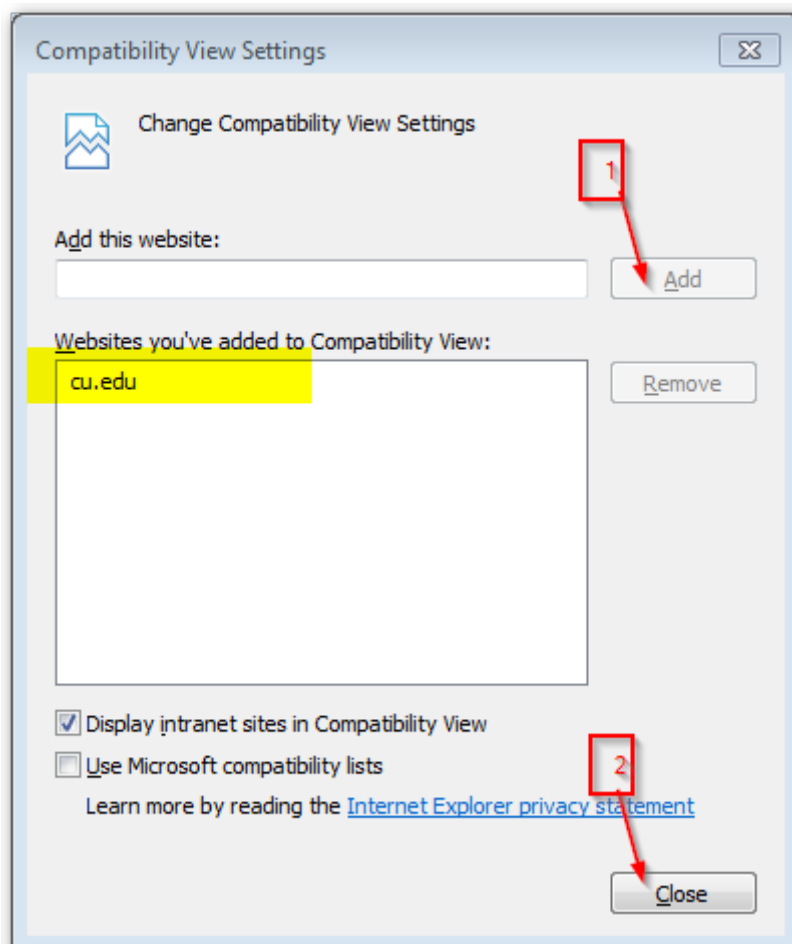 Compatibility View Settings
Change Compatibility View Settings
1
Add this website:
Add
Websites you've added to Compatibility View:
cu.edu
Remove
Display intranet sites in Compatibility View
Use Microsoft compatibility lists
2
Learn more by reading the Internet Explorer privacy statement
Close